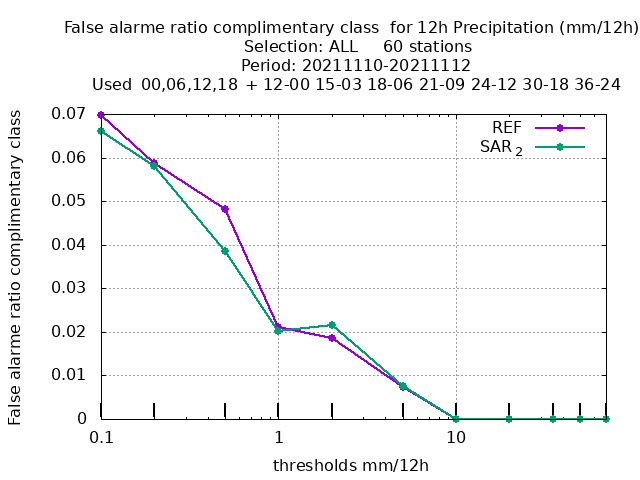 False alarme ratio complimentary class  for 12h Precipitation (mm/12h)
Selection: ALL     60 stations
Period: 20211110-20211112
Used  00,06,12,18  + 12-00 15-03 18-06 21-09 24-12 30-18 36-24
False alarme ratio complimentary class
0.07
0.06
0.05
0.04
0.03
0.02
0.01
0
REF
SAR 2
0.1
1
10
thresholds mm/12h